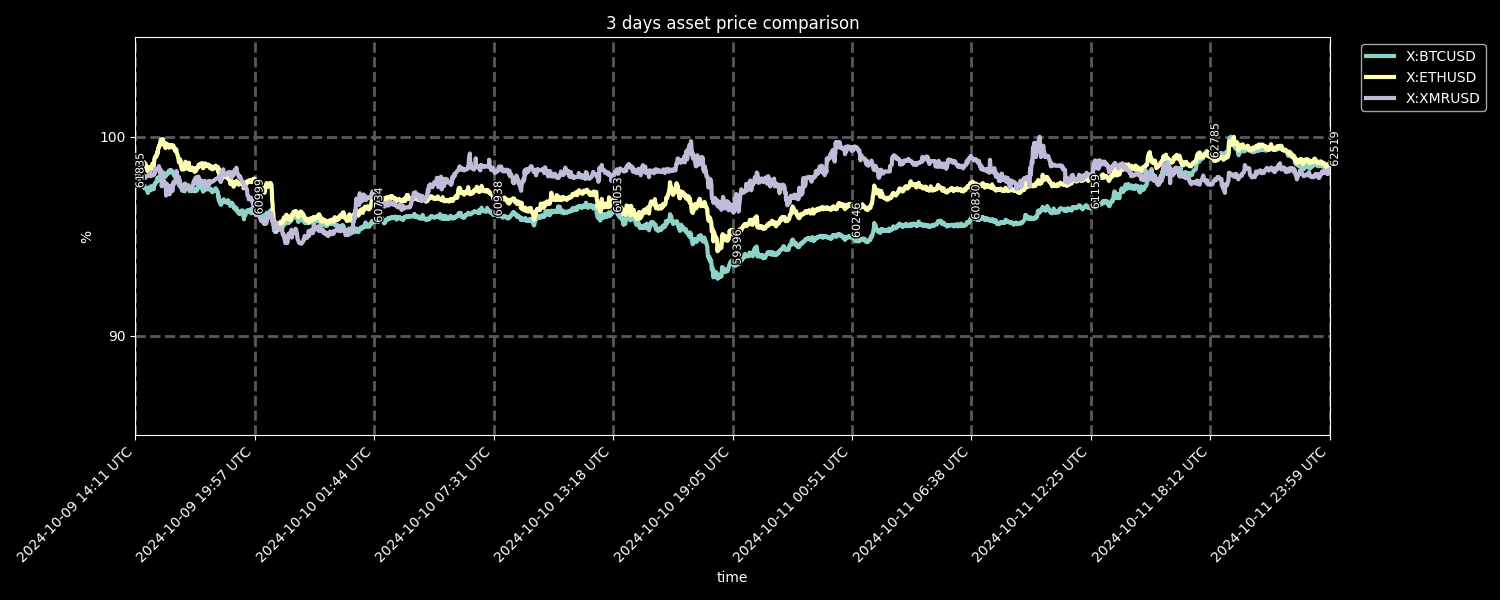 3 days asset price comparison
X:BTCUSD
X:ETHUSD
X:XMRUSD
%
100
90
61835
60999
60734
60938
61053
59396
60246
60830
61159
62785
62519
2024-10-09 14:11 UTC
2024-10-09 19:57 UTC
2024-10-10 01:44 UTC
2024-10-10 07:31 UTC
2024-10-10 13:18 UTC
2024-10-10 19:05 UTC
2024-10-11 00:51 UTC
2024-10-11 06:38 UTC
2024-10-11 12:25 UTC
2024-10-11 18:12 UTC
2024-10-11 23:59 UTC
time